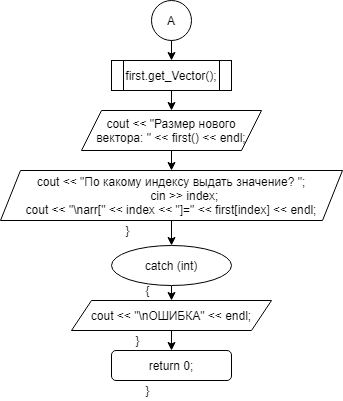 A
first.get_Vector();
cout << "Размер нового
вектора: " << first() << endl;
cout << "По какому индексу выдать значение? ";
cin >> index;
cout << "\narr[" << index << "]=" << first[index] << endl;
}
catch (int)
{
cout << "\nОШИБКА" << endl;
}
return 0;
}